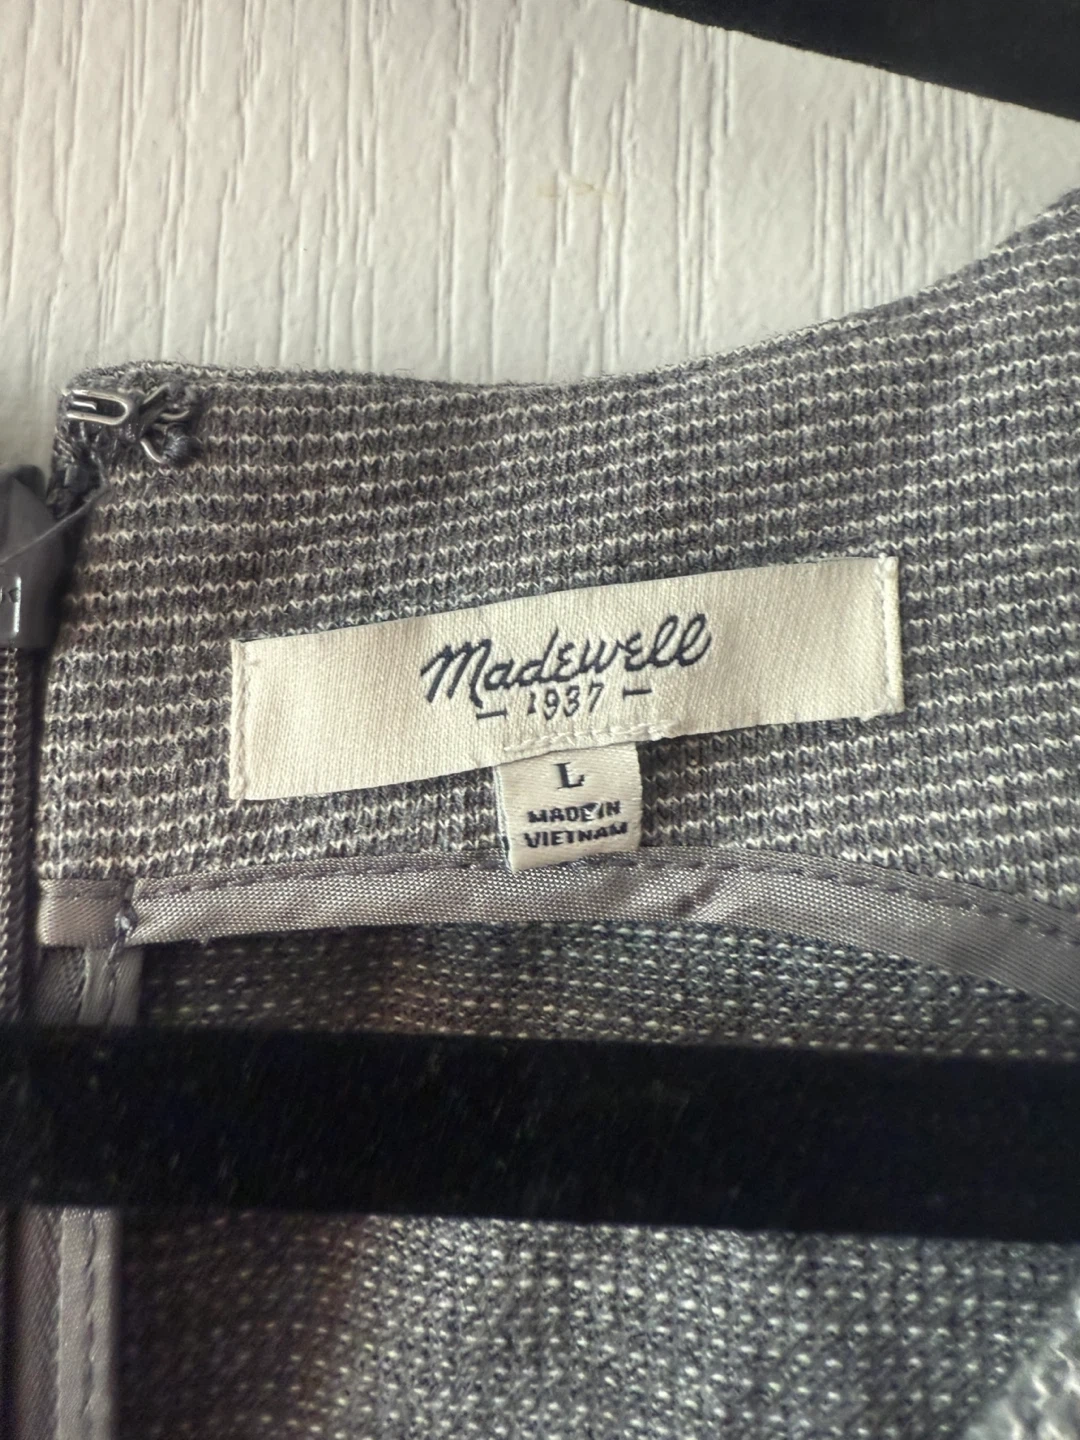 Madewell
— 1937 —
L
MADE IN
VIETNAM